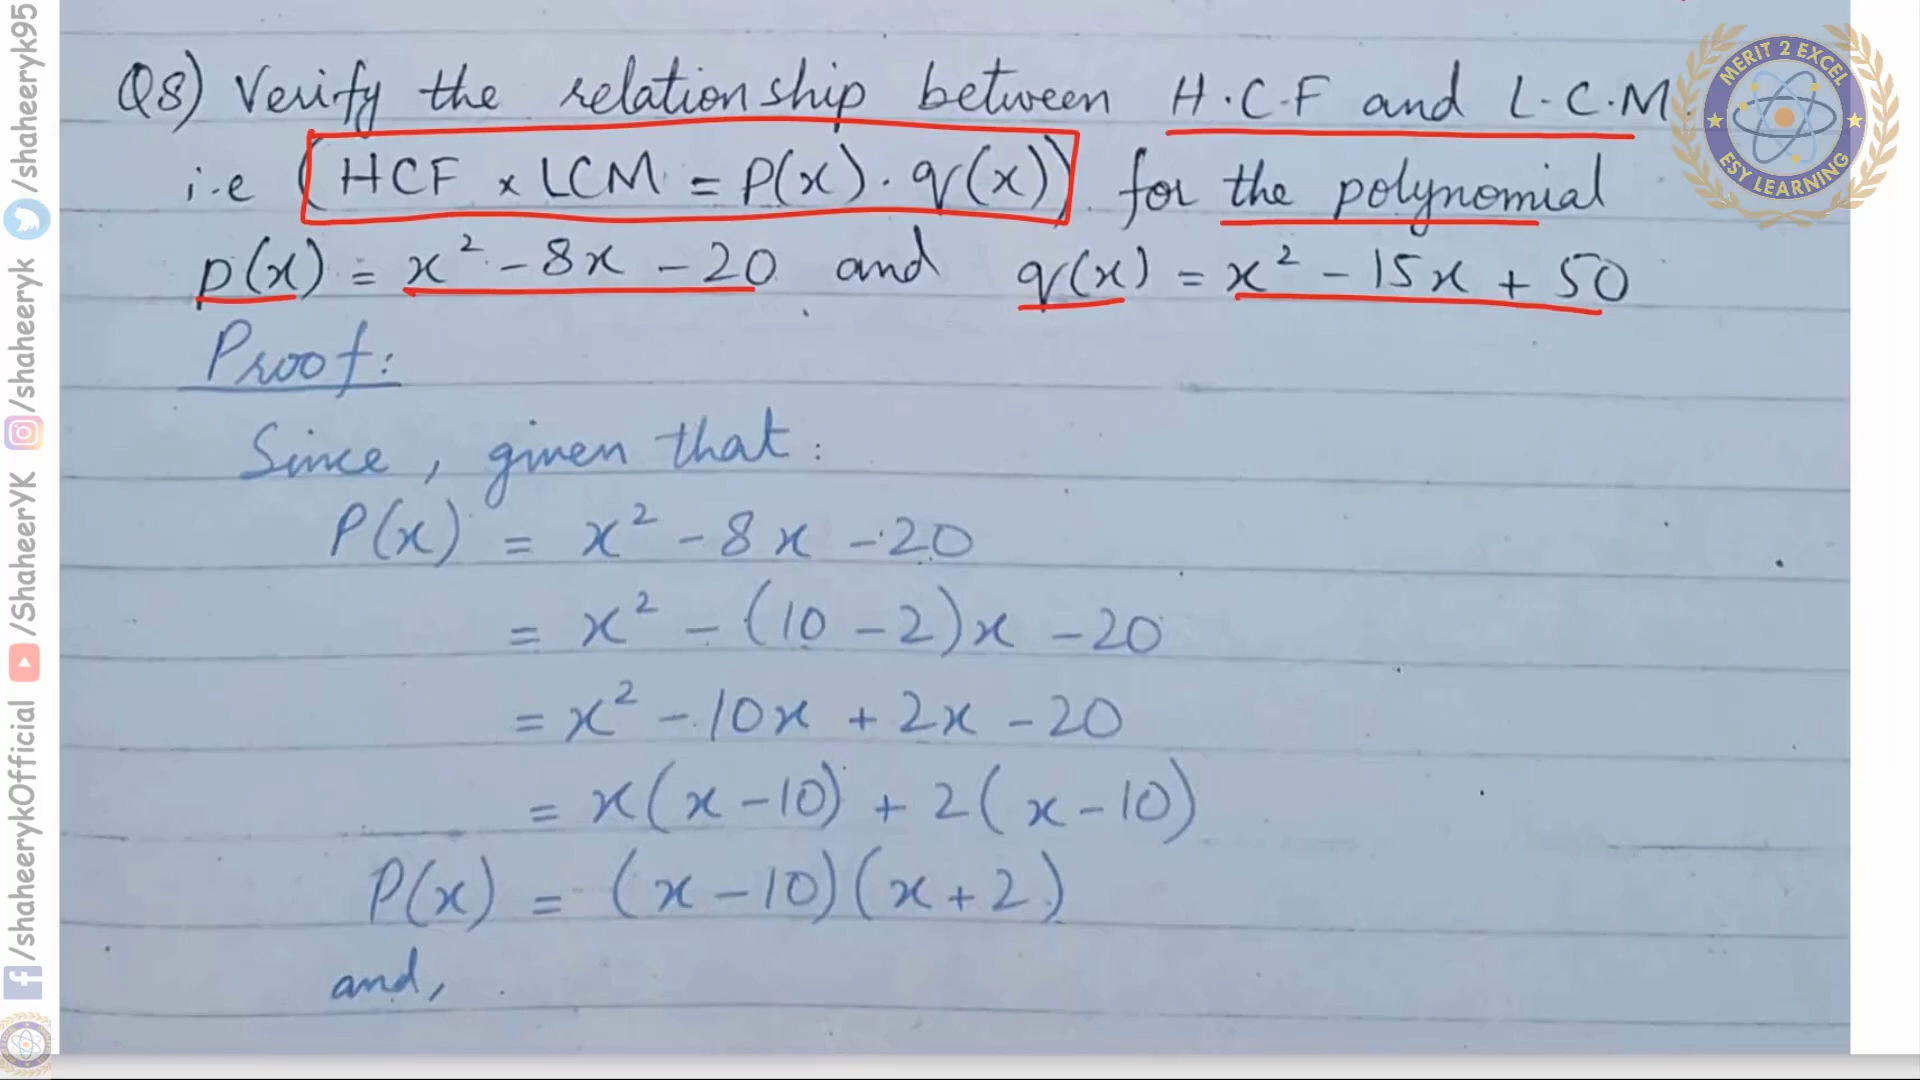 Q8) Verify the relationship between H.C.F and L.C.M
i.e (HCF × LCM = P(x) . q(x)) for the polynomial
p(x) = x² - 8x - 20 and q(x) = x² - 15x + 50
Proof:
Since, given that:
P(x) = x² - 8x - 20
= x² - (10 - 2)x - 20
= x² - 10x + 2x - 20
= x(x - 10) + 2(x - 10)
P(x) = (x - 10)(x + 2)
and,
MERIT 2 EXCEL
ESY LEARNING
/shaheerykOfficial
/ShaheerYK
/shaheeryk
/shaheeryk95